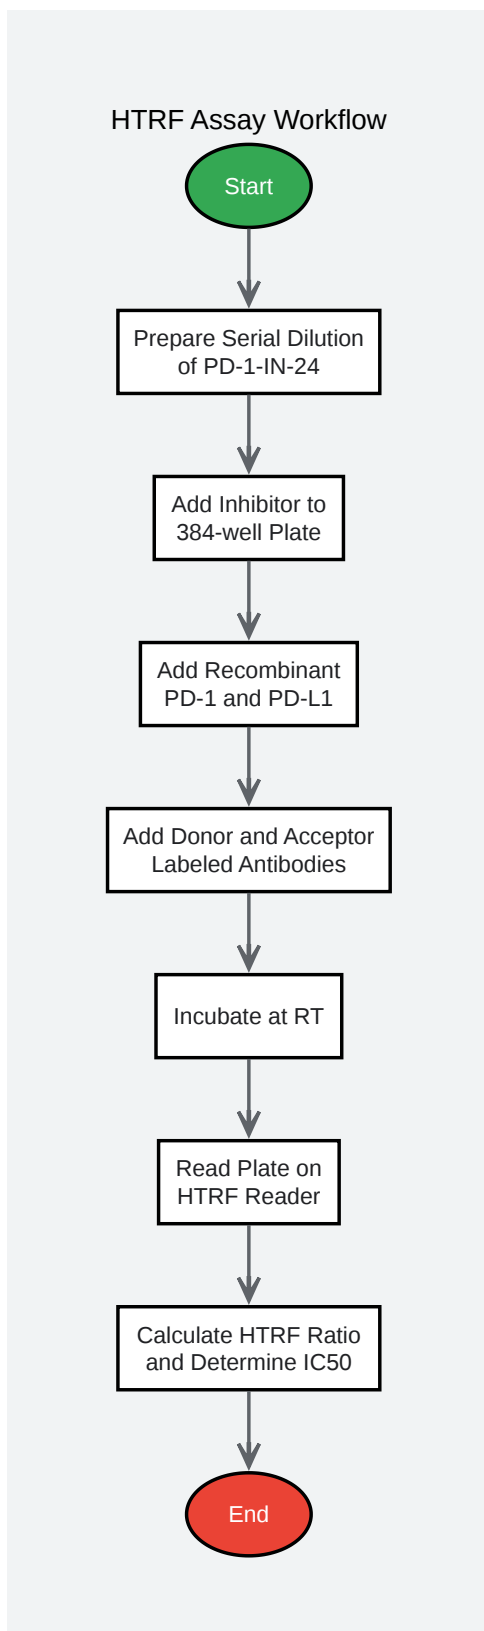 HTRF Assay Workflow
Start
Prepare Serial Dilution
of PD-1-IN-24
Add Inhibitor to
384-well Plate
Add Recombinant
PD-1 and PD-L1
Add Donor and Acceptor
Labeled Antibodies
Incubate at RT
Read Plate on
HTRF Reader
Calculate HTRF Ratio
and Determine IC50
End